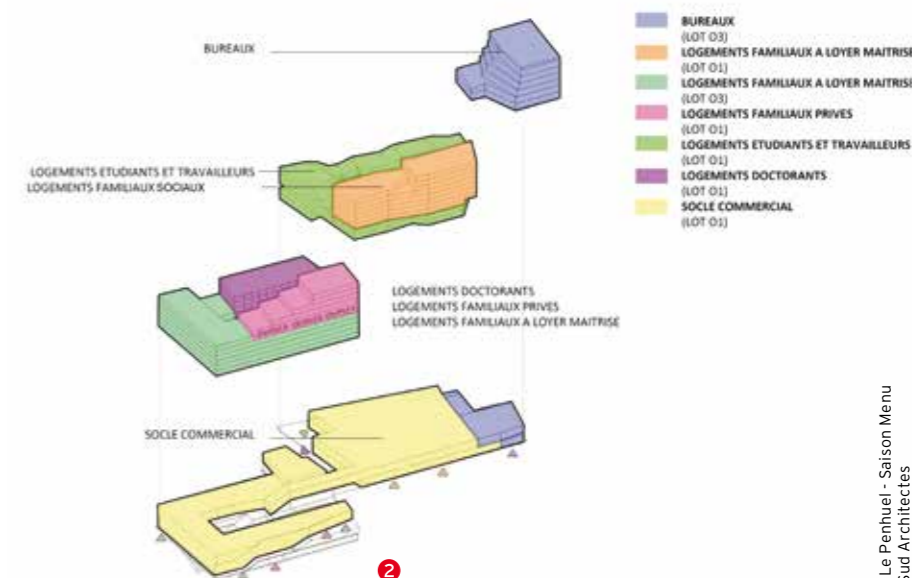 BUREAUX
LOGEMENTS ETUDIANTS ET TRAVAILLEURS
LOGEMENTS FAMILIAUX SOCIAUX
LOGEMENTS DOCTORANTS
LOGEMENTS FAMILIAUX PRIVES
LOGEMENTS FAMILIAUX A LOYER MAITRISE
SOCLE COMMERCIAL
2
BUREAUX
(LOT O3)
LOGEMENTS FAMILIAUX A LOYER MAITRISE
(LOT O1)
LOGEMENTS FAMILIAUX A LOYER MAITRISE
(LOT O3)
LOGEMENTS FAMILIAUX PRIVES
(LOT O1)
LOGEMENTS ETUDIANTS ET TRAVAILLEURS
(LOT O1)
LOGEMENTS DOCTORANTS
(LOT O1)
SOCLE COMMERCIAL
(LOT O1)
Le Penhuel - Saison Menu
Sud Architectes